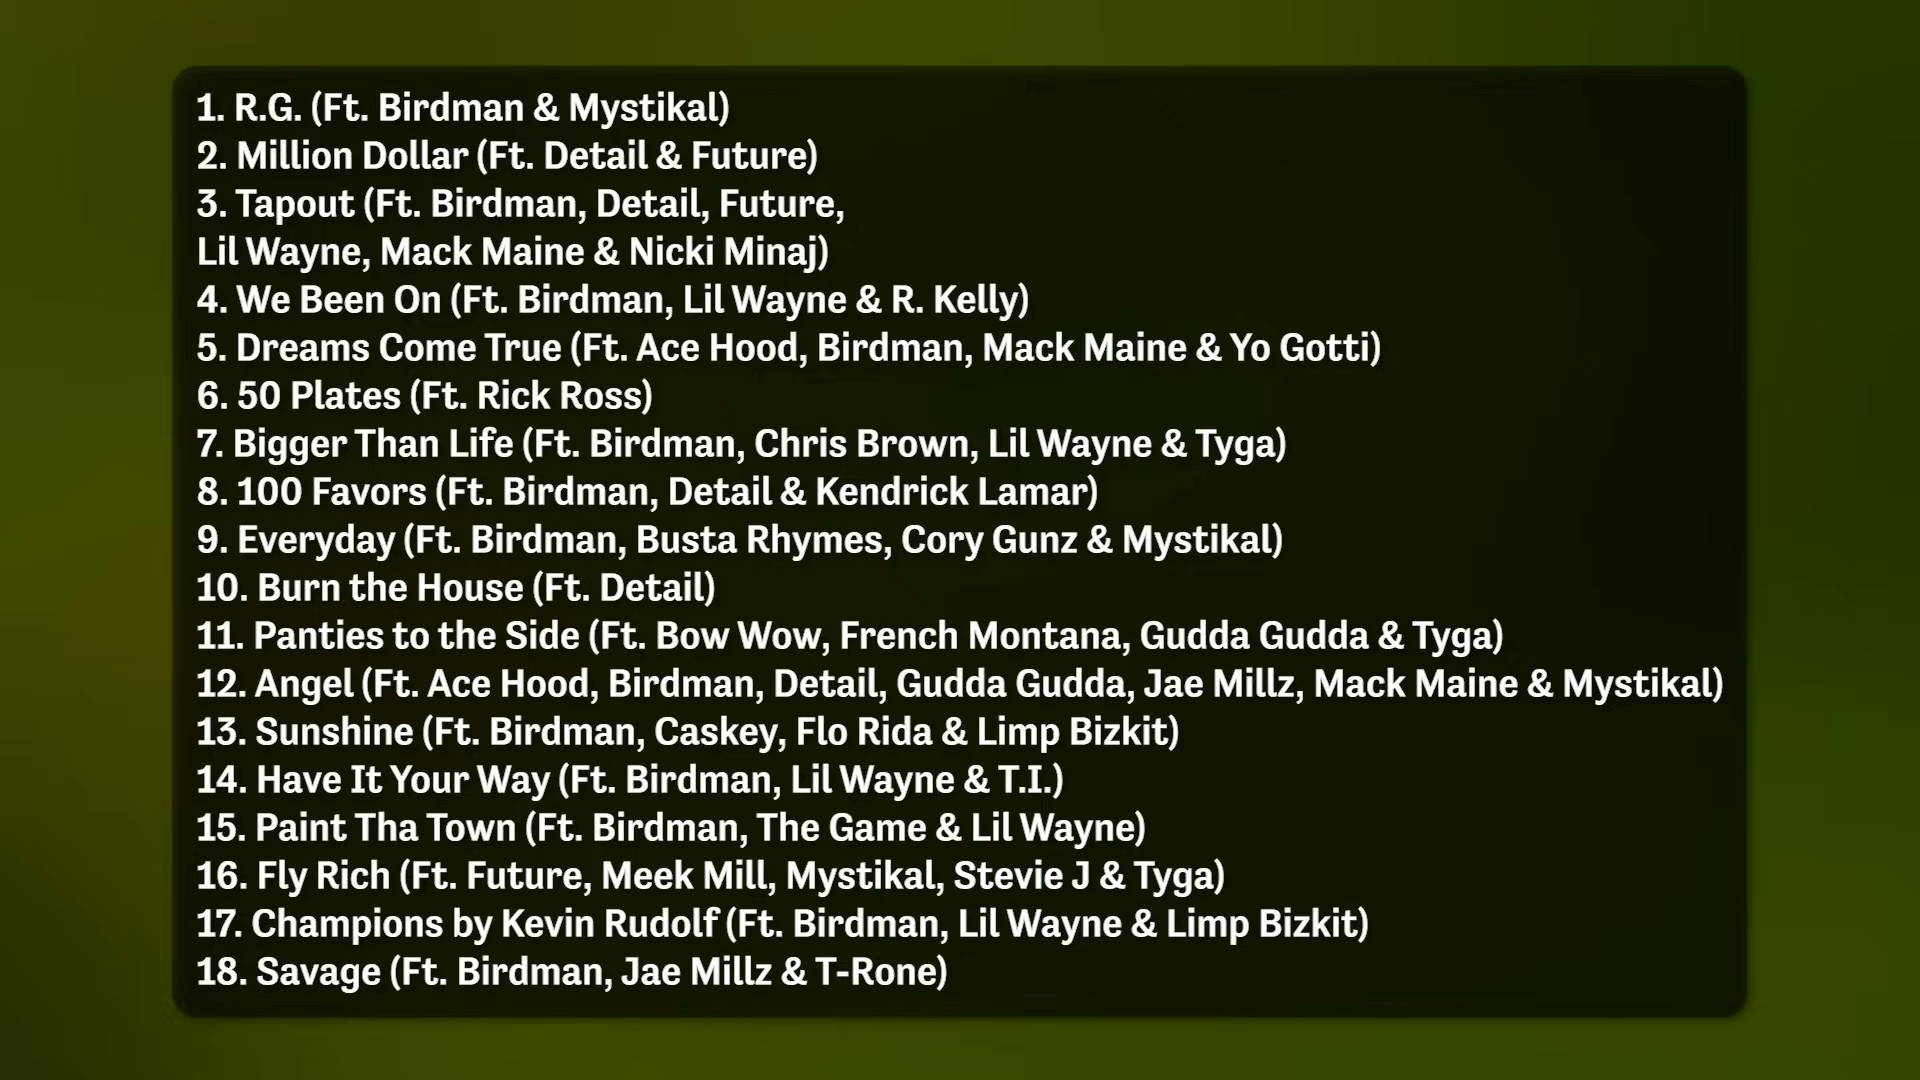 1. R.G. (Ft. Birdman & Mystikal)
2. Million Dollar (Ft. Detail & Future)
3. Tapout (Ft. Birdman, Detail, Future,
Lil Wayne, Mack Maine & Nicki Minaj)
4. We Been On (Ft. Birdman, Lil Wayne & R. Kelly)
5. Dreams Come True (Ft. Ace Hood, Birdman, Mack Maine & Yo Gotti)
6. 50 Plates (Ft. Rick Ross)
7. Bigger Than Life (Ft. Birdman, Chris Brown, Lil Wayne & Tyga)
8. 100 Favors (Ft. Birdman, Detail & Kendrick Lamar)
9. Everyday (Ft. Birdman, Busta Rhymes, Cory Gunz & Mystikal)
10. Burn the House (Ft. Detail)
11. Panties to the Side (Ft. Bow Wow, French Montana, Gudda Gudda & Tyga)
12. Angel (Ft. Ace Hood, Birdman, Detail, Gudda Gudda, Jae Millz, Mack Maine & Mystikal)
13. Sunshine (Ft. Birdman, Caskey, Flo Rida & Limp Bizkit)
14. Have It Your Way (Ft. Birdman, Lil Wayne & T.I.)
15. Paint Tha Town (Ft. Birdman, The Game & Lil Wayne)
16. Fly Rich (Ft. Future, Meek Mill, Mystikal, Stevie J & Tyga)
17. Champions by Kevin Rudolf (Ft. Birdman, Lil Wayne & Limp Bizkit)
18. Savage (Ft. Birdman, Jae Millz & T-Rone)